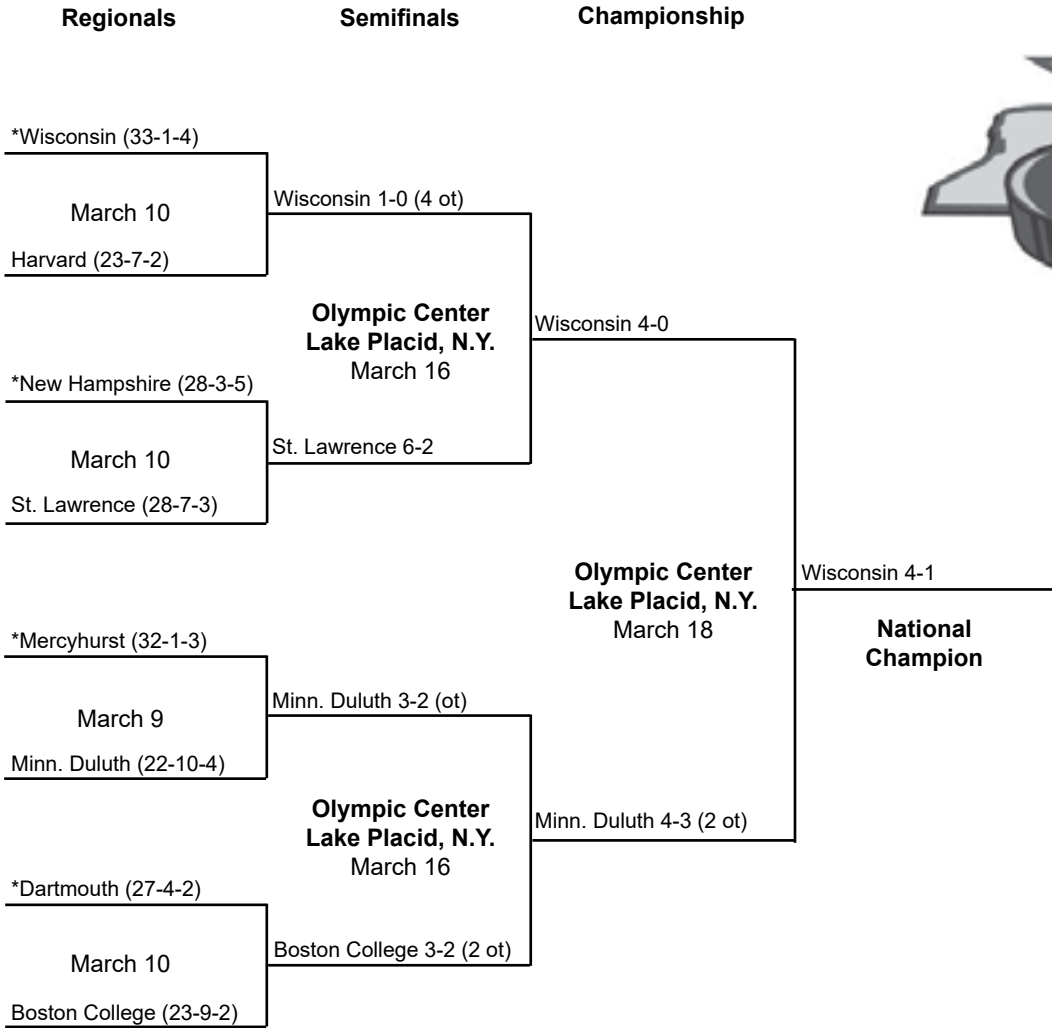 Regionals
Semifinals
Championship
*Wisconsin (33-1-4)
March 10
Harvard (23-7-2)
Wisconsin 1-0 (4 ot)
Olympic Center
Lake Placid, N.Y.
March 16
Wisconsin 4-0
*New Hampshire (28-3-5)
March 10
St. Lawrence (28-7-3)
St. Lawrence 6-2
Olympic Center
Lake Placid, N.Y.
March 18
Wisconsin 4-1
National
Champion
*Mercyhurst (32-1-3)
March 9
Minn. Duluth (22-10-4)
Minn. Duluth 3-2 (ot)
Olympic Center
Lake Placid, N.Y.
March 16
Minn. Duluth 4-3 (2 ot)
*Dartmouth (27-4-2)
March 10
Boston College (23-9-2)
Boston College 3-2 (2 ot)